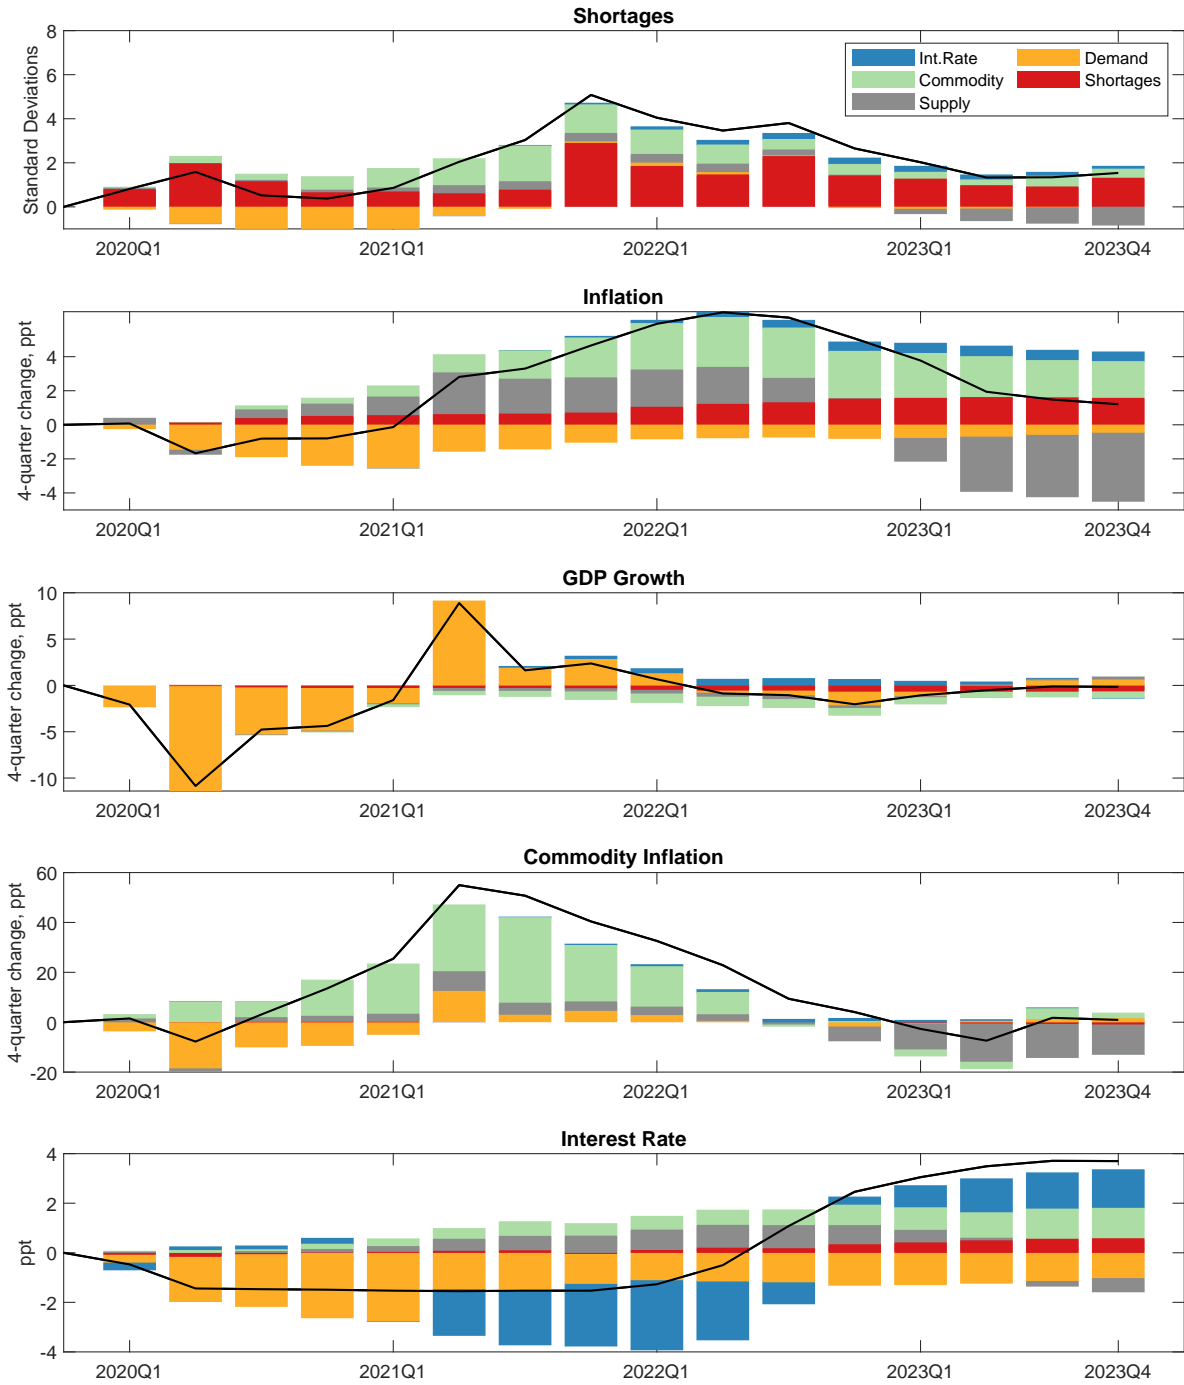 Shortages
Standard Deviations
8
6
4
2
0
Int.Rate
Commodity
Supply
Demand
Shortages
2020Q1
2021Q1
2022Q1
2023Q1
2023Q4
Inflation
4-quarter change, ppt
4
2
0
-2
-4
2020Q1
2021Q1
2022Q1
2023Q1
2023Q4
GDP Growth
4-quarter change, ppt
10
5
0
-5
-10
2020Q1
2021Q1
2022Q1
2023Q1
2023Q4
Commodity Inflation
4-quarter change, ppt
60
40
20
0
-20
2020Q1
2021Q1
2022Q1
2023Q1
2023Q4
Interest Rate
ppt
4
2
0
-2
-4
2020Q1
2021Q1
2022Q1
2023Q1
2023Q4